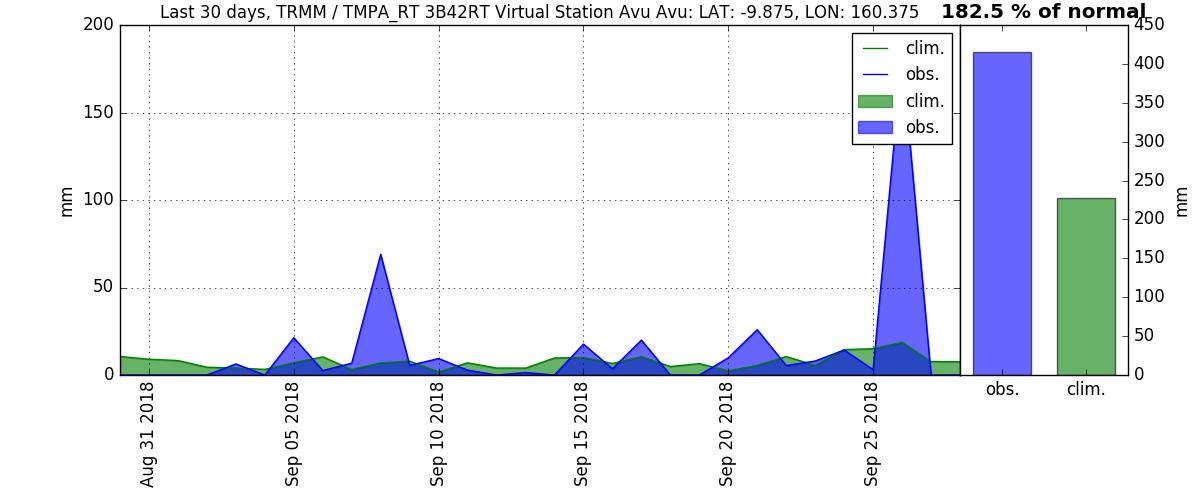 Last 30 days, TRMM / TMPA_RT 3B42RT Virtual Station Avu Avu: LAT: -9.875, LON: 160.375
182.5 % of normal
200
150
100
50
0
mm
clim.
obs.
clim.
obs.
Aug 31 2018
Sep 05 2018
Sep 10 2018
Sep 15 2018
Sep 20 2018
Sep 25 2018
450
400
350
300
250
200
150
100
50
0
mm
obs.
clim.